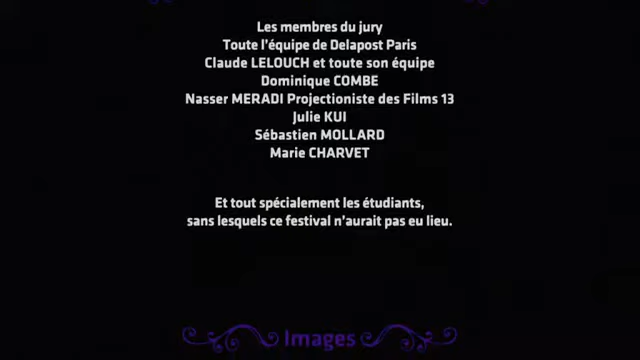 Les membres du jury
Toute l'équipe de Delapost Paris
Claude LELOUCH et toute son équipe
Dominique COMBE
Nasser MERADI Projectioniste des Films 13
Julie KUI
Sébastien MOLLARD
Marie CHARVET
Et tout spécialement les étudiants,
sans lesquels ce festival n'aurait pas eu lieu.
Images